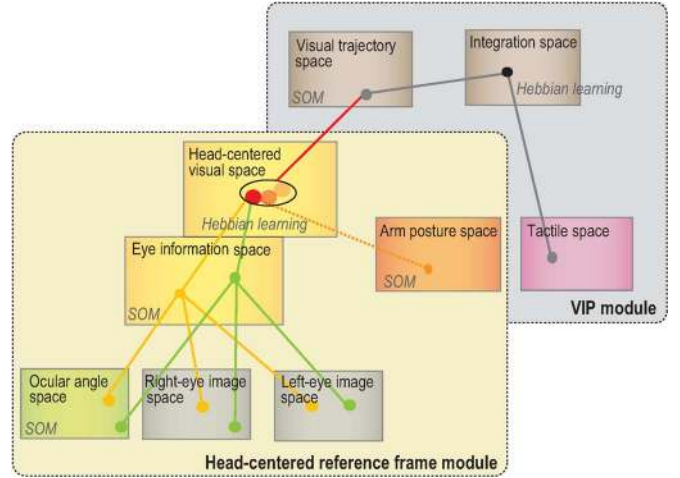 Visual trajectory
space
SOM
Integration space
Hebbian learning
Head-centered
visual space
Hebbian learning
Eye information space
SOM
Arm posture space
SOM
Tactile space
VIP module
Ocular angle
space
SOM
Right-eye image
space
Left-eye image
space
Head-centered reference frame module